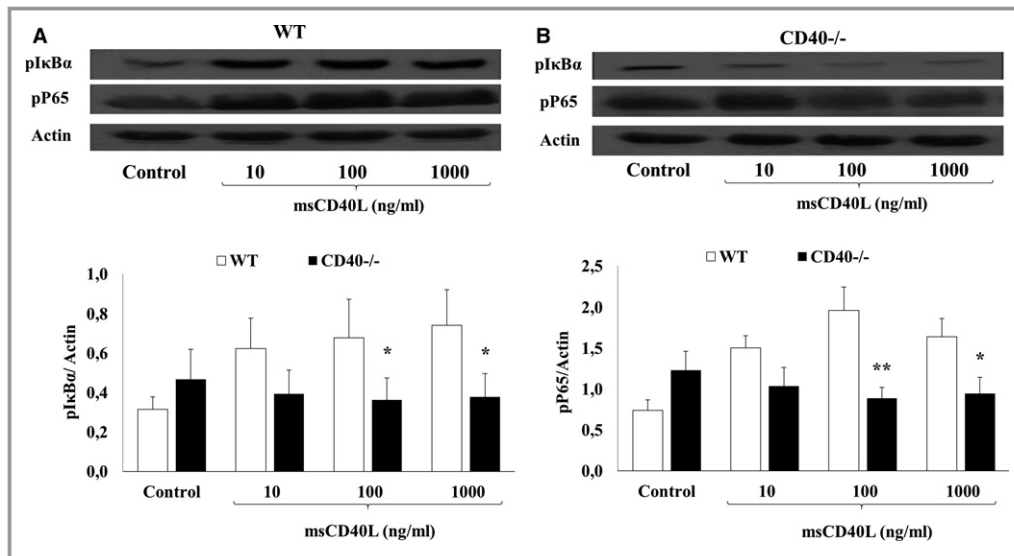 A
WT
pIκBα
pP65
Actin
Control 10 100 1000
msCD40L (ng/ml)
B
CD40-/-
pIκBα
pP65
Actin
Control 10 100 1000
msCD40L (ng/ml)
WT CD40-/-
pIκBα/ Actin
1,0
0,8
0,6
0,4
0,2
0,0
*
*
Control 10 100 1000
msCD40L (ng/ml)
WT CD40-/-
pP65/Actin
2,5
2,0
1,5
1,0
0,5
0,0
**
*
Control 10 100 1000
msCD40L (ng/ml)